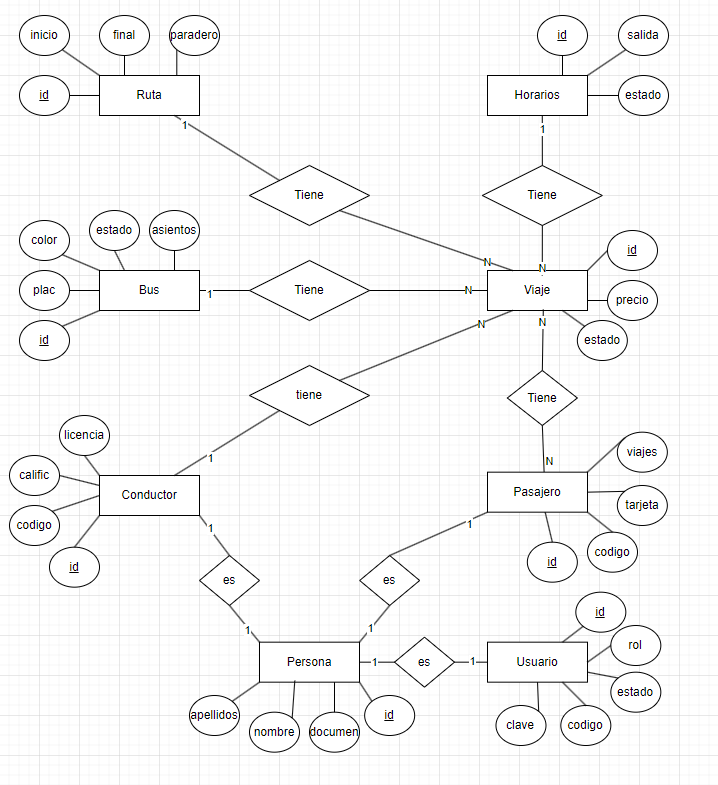 inicio
final
paradero
id
Ruta
1
id
salida
Horarios
estado
1
Tiene
Tiene
N
N
color
estado
asientos
plac
Bus
id
1
Tiene
N
Viaje
id
precio
estado
N
N
tiene
1
Tiene
N
licencia
calific
codigo
id
Conductor
1
Pasajero
viajes
tarjeta
codigo
id
1
es
es
1
1
Persona
1
es
1
Usuario
id
rol
estado
clave
codigo
apellidos
nombre
documen
id